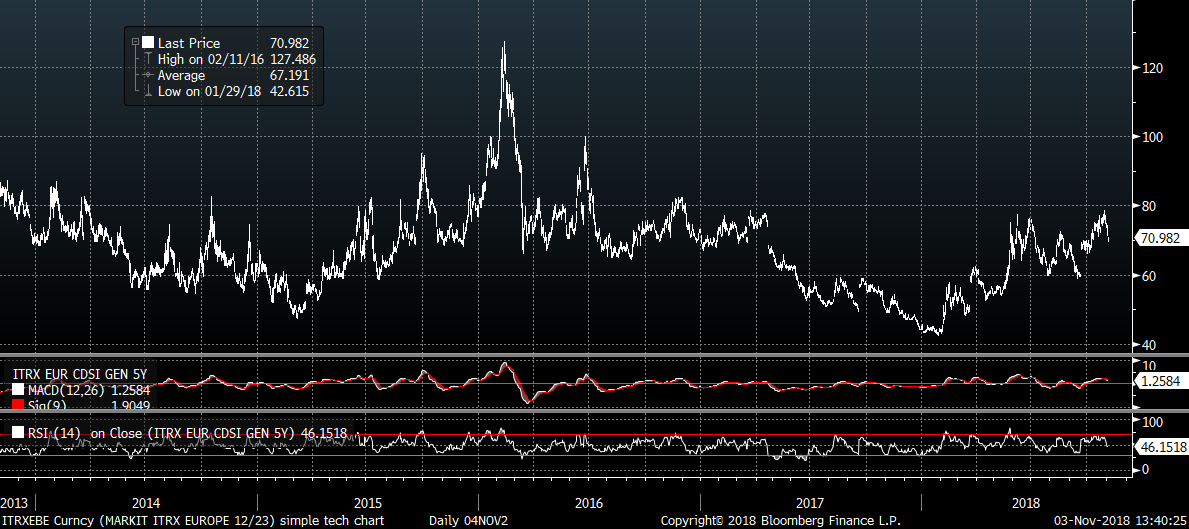 Last Price 70.982
High on 02/11/16 127.486
Average 67.191
Low on 01/29/18 42.615
120
100
80
70.982
60
40
ITRX EUR CDSI GEN 5Y
MACD(12,26) 1.2584
Sig(9) 1.9049
10
1.2584
RSI (14) on Close (ITRX EUR CDSI GEN 5Y) 46.1518
100
46.1518
0
2013 2014 2015 2016 2017 2018
ITRXEBE Curncy (MARKIT ITRX EUROPE 12/23) simple tech chart Daily 04NOV2 Copyright© 2018 Bloomberg Finance L.P. 03-Nov-2018 13:40:25